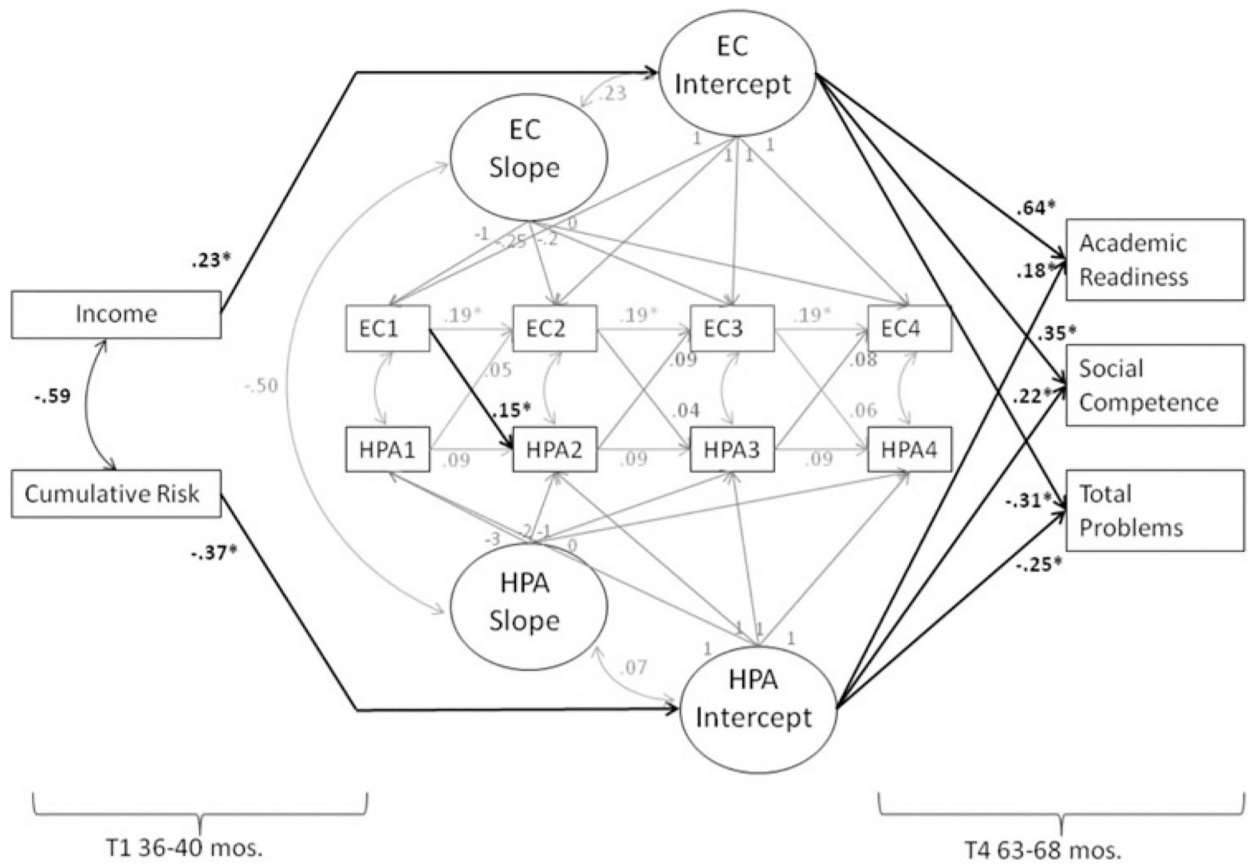 EC
Intercept
.23
EC
Slope
1
1
1
1
-1
-.25
-.2
0
.64*
Academic
Readiness
.18*
.23*
Income
EC1
.19*
EC2
.19*
EC3
.19*
EC4
.35*
-.59
-.50
.05
.09
.08
Social
Competence
.15*
.04
.06
.22*
HPA1
.09
HPA2
.09
HPA3
.09
HPA4
Cumulative Risk
-.31*
Total
Problems
-.37*
-3
-2
-1
0
-.25*
HPA
Slope
1
1
1
1
.07
HPA
Intercept
T1 36-40 mos.
T4 63-68 mos.